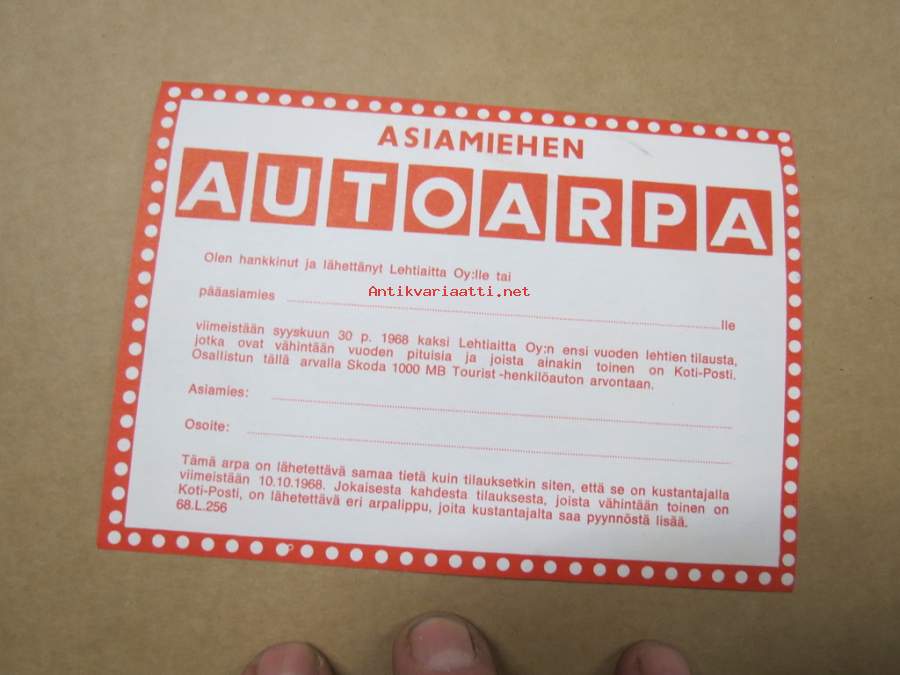 ASIAMIEHEN
AUTOARPA
Olen hankkinut ja lähettänyt Lehtiaitta Oy:lle tai
Antikvariaatti.net
pääasiamies lle
viimeistään syyskuun 30 p. 1968 kaksi Lehtiaitta Oy:n ensi vuoden lehtien tilausta,
jotka ovat vähintään vuoden pituisia ja joista ainakin toinen on Koti-Posti.
Osallistun tällä arvalla Skoda 1000 MB Tourist -henkilöauton arvontaan.
Asiamies:
Osoite:
Tämä arpa on lähetettävä samaa tietä kuin tilauksetkin siten, että se on kustantajalla
viimeistään 10.10.1968. Jokaisesta kahdesta tilauksesta, joista vähintään toinen on
Koti-Posti, on lähetettävä eri arpalippu, joita kustantajalta saa pyynnöstä lisää.
68.L.256